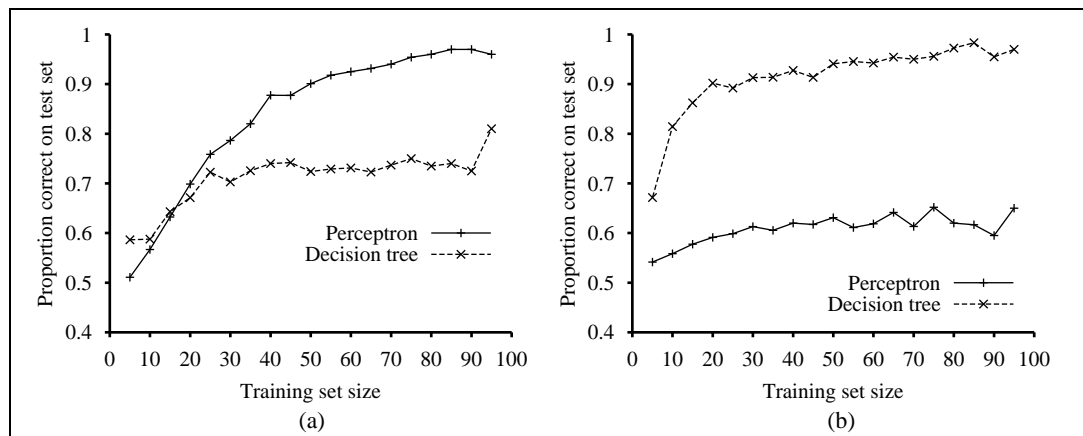 Proportion correct on test set
1
0.9
0.8
0.7
0.6
0.5
0.4
0 10 20 30 40 50 60 70 80 90 100
Training set size
Perceptron
Decision tree
(a)
Proportion correct on test set
1
0.9
0.8
0.7
0.6
0.5
0.4
0 10 20 30 40 50 60 70 80 90 100
Training set size
Perceptron
Decision tree
(b)